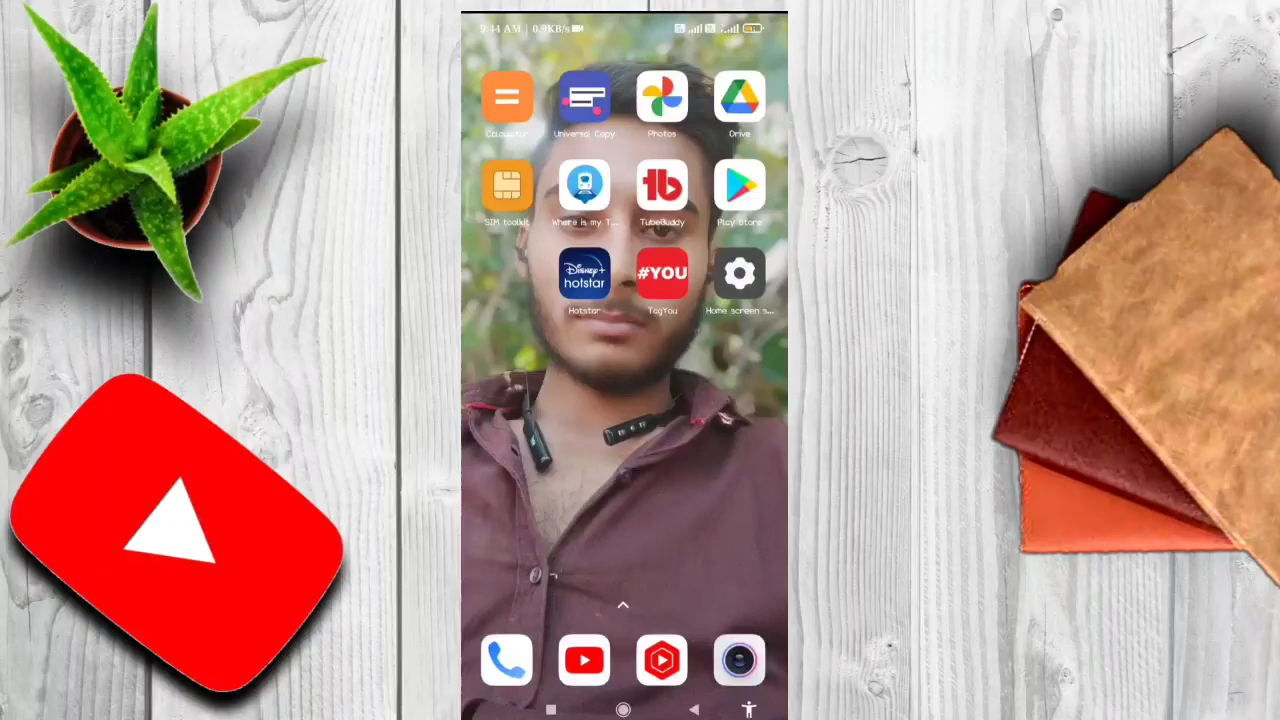 9:44 AM | 0.9KB/s
Calculator Universal Copy Photos Drive
SIM toolkit Where is my T... TubeBuddy Play Store
Disney+ hotstar #YOU
Hotstar TagYou Home screen s...